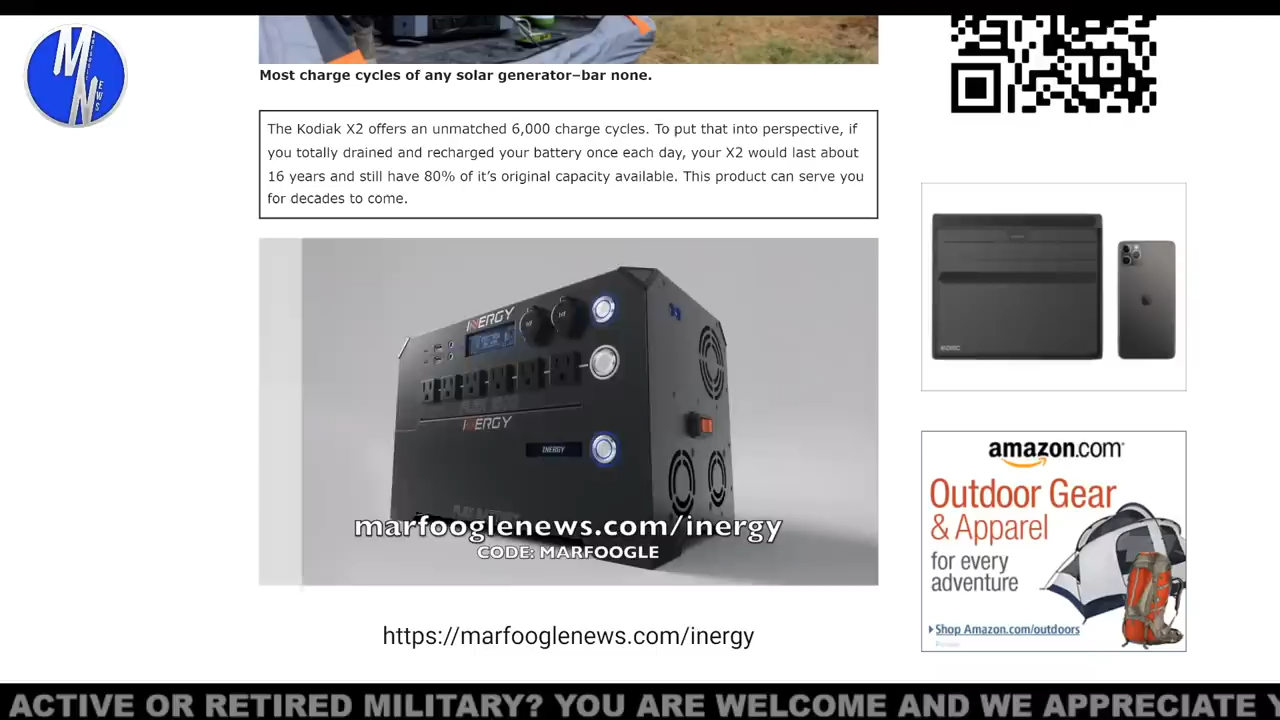 M
N
EWS
Most charge cycles of any solar generator–bar none.
The Kodiak X2 offers an unmatched 6,000 charge cycles. To put that into perspective, if
you totally drained and recharged your battery once each day, your X2 would last about
16 years and still have 80% of it's original capacity available. This product can serve you
for decades to come.
INERGY
INERGY
INERGY
marfooglenews.com/inergy
CODE: MARFOOGLE
https://marfooglenews.com/inergy
amazon.com
Outdoor Gear
& Apparel
for every
adventure
Shop Amazon.com/outdoors
ACTIVE OR RETIRED MILITARY? YOU ARE WELCOME AND WE APPRECIATE